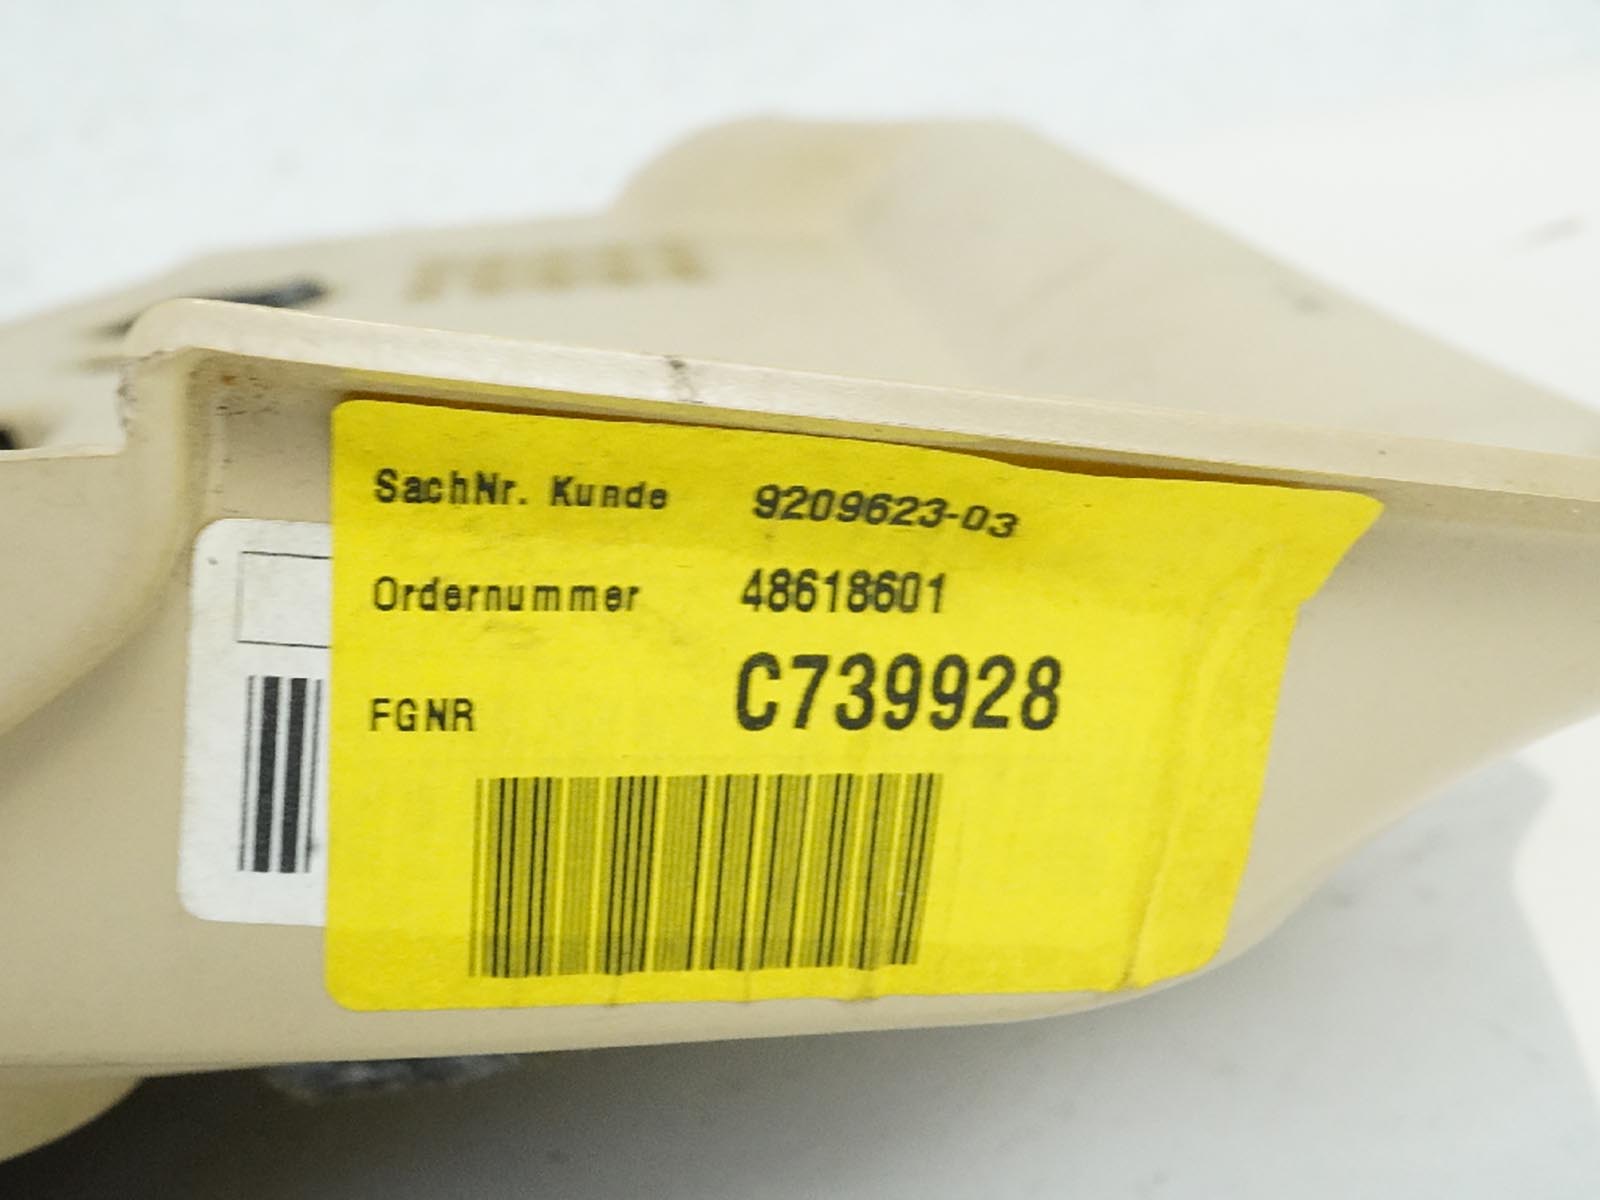 SachNr. Kunde 9209623-03
Ordernummer 48618601
FGNR C739928